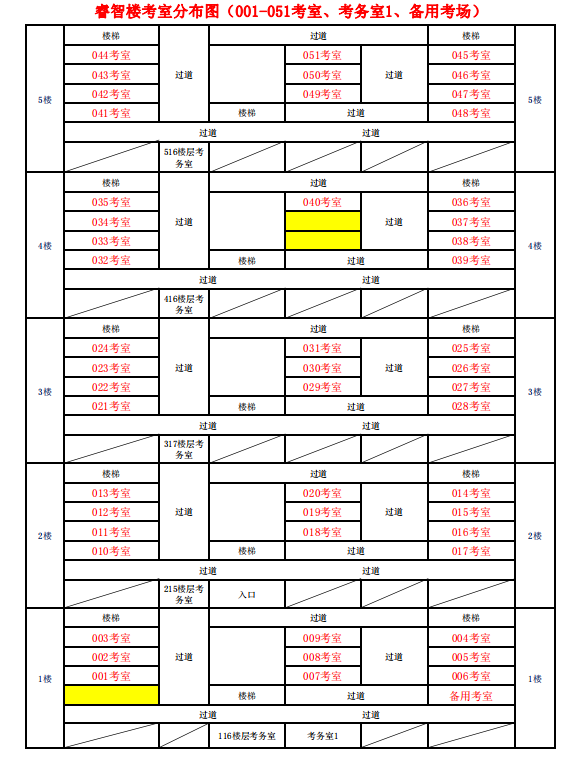 睿智楼考室分布图（001-051考室、考务室1、备用考场）
楼梯 过道 楼梯
044考室 051考室 045考室
043考室 过道 050考室 过道 046考室
042考室 049考室 047考室
5楼 5楼
041考室 楼梯 过道 048考室
过道 过道
516楼层考
务室
楼梯 过道 楼梯
035考室 040考室 036考室
034考室 过道 过道 037考室
033考室 038考室
4楼 4楼
032考室 楼梯 过道 039考室
过道 过道
416楼层考
务室
楼梯 过道 楼梯
024考室 031考室 025考室
023考室 过道 030考室 过道 026考室
022考室 029考室 027考室
3楼 3楼
021考室 楼梯 过道 028考室
过道 过道
317楼层考
务室
楼梯 过道 楼梯
013考室 020考室 014考室
012考室 过道 019考室 过道 015考室
011考室 018考室 016考室
2楼 2楼
010考室 楼梯 过道 017考室
过道 过道
215楼层考
务室
入口
楼梯 过道 楼梯
003考室 009考室 004考室
002考室 过道 008考室 过道 005考室
001考室 007考室 006考室
1楼 1楼
楼梯 过道 备用考室
过道 过道
116楼层考务室 考务室1